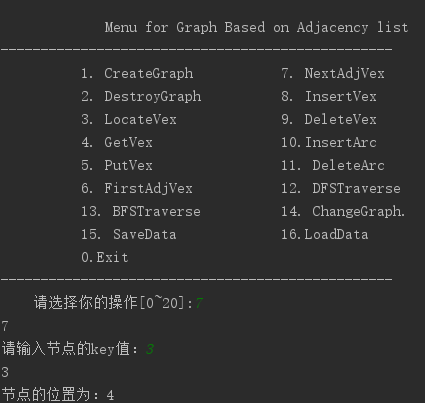 Menu for Graph Based on Adjacency list
-------------------------------------------------
1. CreateGraph 7. NextAdjVex
2. DestroyGraph 8. InsertVex
3. LocateVex 9. DeleteVex
4. GetVex 10.InsertArc
5. PutVex 11. DeleteArc
6. FirstAdjVex 12. DFSTraverse
13. BFSTraverse 14. ChangeGraph.
15. SaveData 16.LoadData
0.Exit
-------------------------------------------------
请选择你的操作[0~20]:7
7
请输入节点的key值：3
3
节点的位置为：4